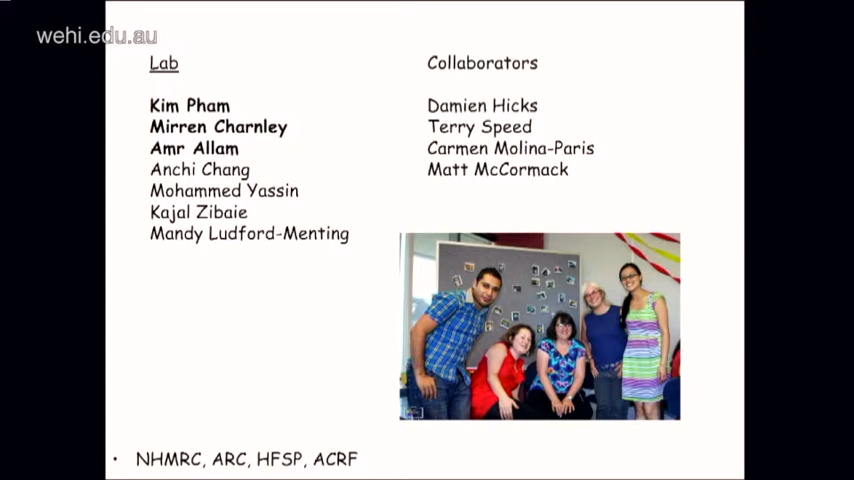 wehi.edu.au
Lab
Kim Pham
Mirren Charnley
Amr Allam
Anchi Chang
Mohammed Yassin
Kajal Zibaie
Mandy Ludford-Menting
Collaborators
Damien Hicks
Terry Speed
Carmen Molina-Paris
Matt McCormack
• NHMRC, ARC, HFSP, ACRF